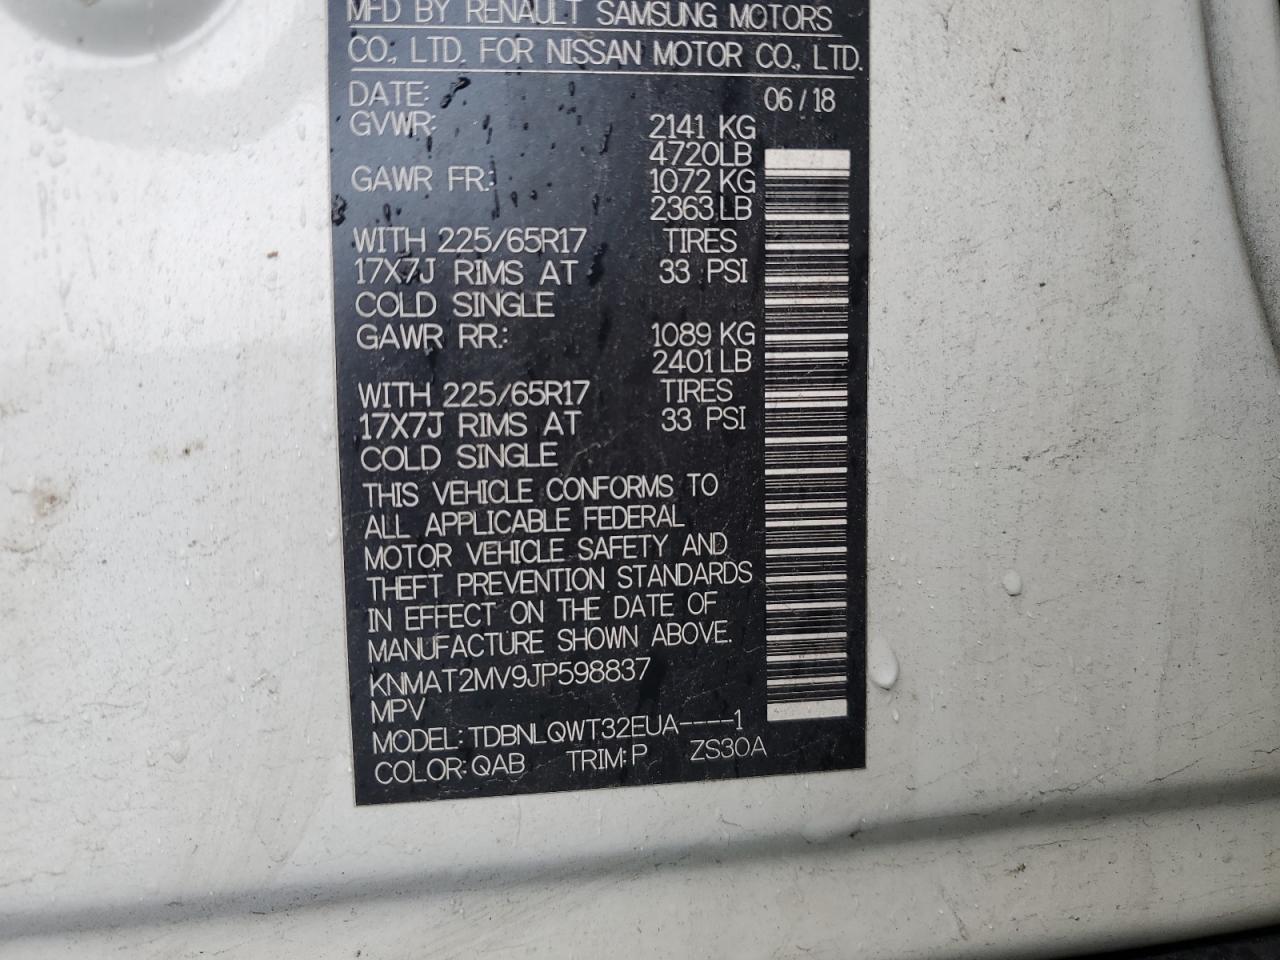 MFD BY RENAULT SAMSUNG MOTORS
CO., LTD. FOR NISSAN MOTOR CO., LTD.
DATE: 06/18
GVWR: 2141 KG
4720LB
GAWR FR.: 1072 KG
2363LB
WITH 225/65R17 TIRES
17X7J RIMS AT 33 PSI
COLD SINGLE
GAWR RR.: 1089 KG
2401LB
WITH 225/65R17 TIRES
17X7J RIMS AT 33 PSI
COLD SINGLE
THIS VEHICLE CONFORMS TO
ALL APPLICABLE FEDERAL
MOTOR VEHICLE SAFETY AND
THEFT PREVENTION STANDARDS
IN EFFECT ON THE DATE OF
MANUFACTURE SHOWN ABOVE.
KNMAT2MV9JP598837
MPV
MODEL: TDBNLQWT32EUA----1
COLOR: QAB TRIM: P ZS30A